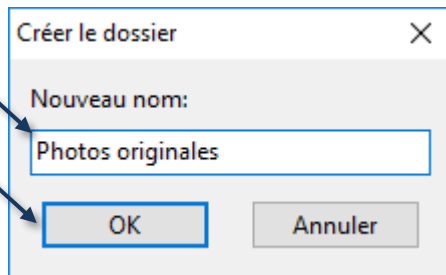 Créer le dossier
Nouveau nom:
Photos originales
OK Annuler